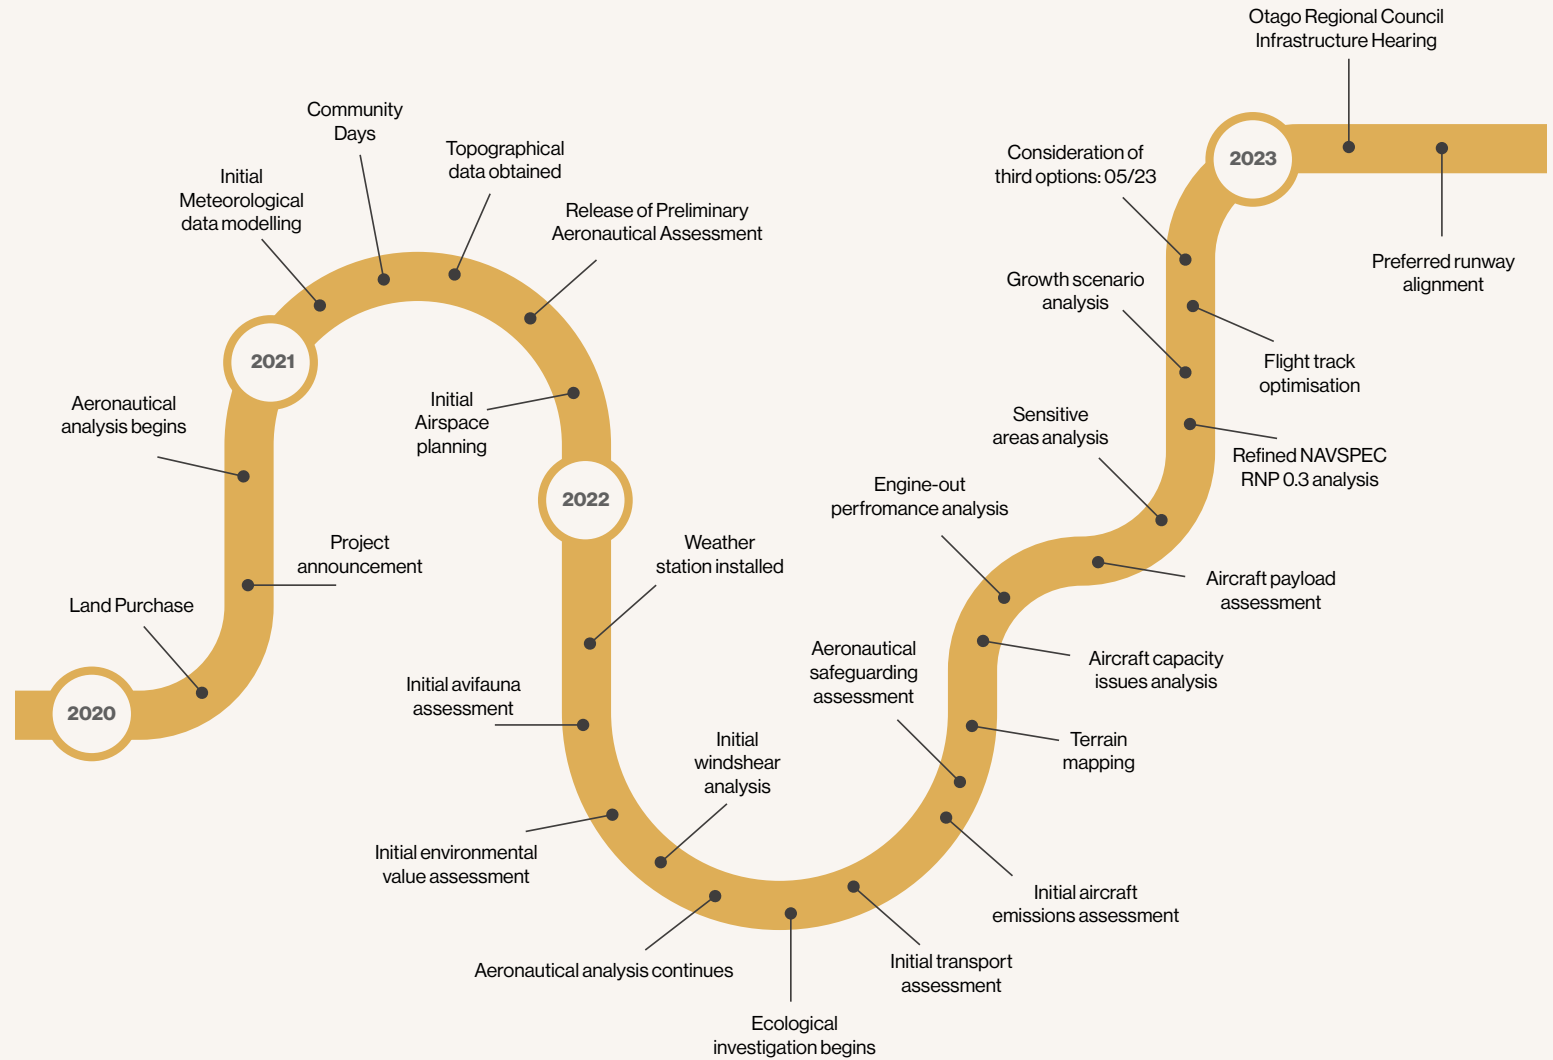 2020
Land Purchase
Project
announcement
Aeronautical
analysis begins
2021
Initial
Meteorological
data modelling
Community
Days
Topographical
data obtained
Release of Preliminary
Aeronautical Assessment
Initial
Airspace
planning
2022
Weather
station installed
Initial avifauna
assessment
Initial environmental
value assessment
Initial
windshear
analysis
Aeronautical analysis continues
Ecological
investigation begins
Initial transport
assessment
Initial aircraft
emissions assessment
Aeronautical
safeguarding
assessment
Terrain
mapping
Aircraft capacity
issues analysis
Engine-out
perfromance analysis
Aircraft payload
assessment
Sensitive
areas analysis
Refined NAVSPEC
RNP 0.3 analysis
Growth scenario
analysis
Flight track
optimisation
Consideration of
third options: 05/23
2023
Otago Regional Council
Infrastructure Hearing
Preferred runway
alignment